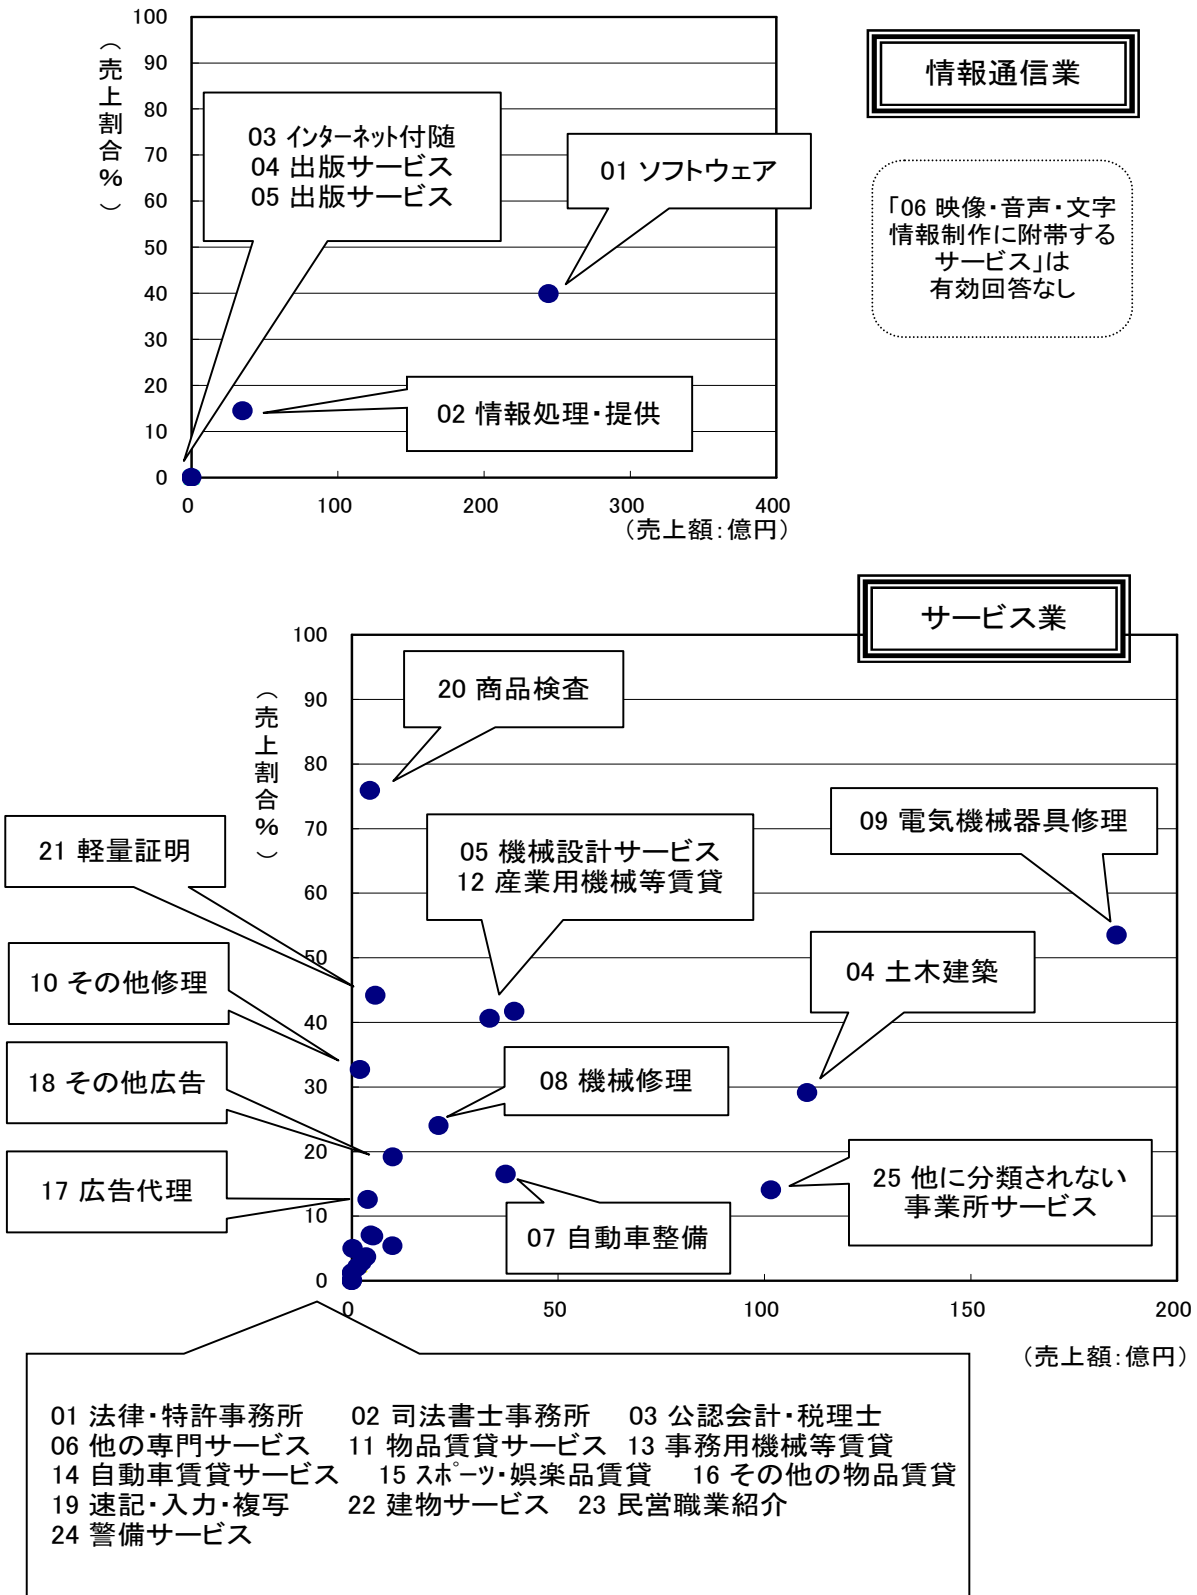 100
90
80
70
60
50
40
30
20
10
0
(売上割合%)
情報通信業
03 インターネット付随
04 出版サービス
05 出版サービス
01 ソフトウェア
「06 映像・音声・文字
情報制作に附帯する
サービス」は
有効回答なし
02 情報処理・提供
0 100 200 300 400
(売上額:億円)
サービス業
100
90
80
70
60
50
40
30
20
10
0
(売上割合%)
20 商品検査
09 電気機械器具修理
21 軽量証明
05 機械設計サービス
12 産業用機械等賃貸
10 その他修理
04 土木建築
18 その他広告
08 機械修理
17 広告代理
25 他に分類されない
事業所サービス
07 自動車整備
0 50 100 150 200
(売上額:億円)
01 法律・特許事務所 02 司法書士事務所 03 公認会計・税理士
06 他の専門サービス 11 物品賃貸サービス 13 事務用機械等賃貸
14 自動車賃貸サービス 15 スポーツ・娯楽品賃貸 16 その他の物品賃貸
19 速記・入力・複写 22 建物サービス 23 民営職業紹介
24 警備サービス